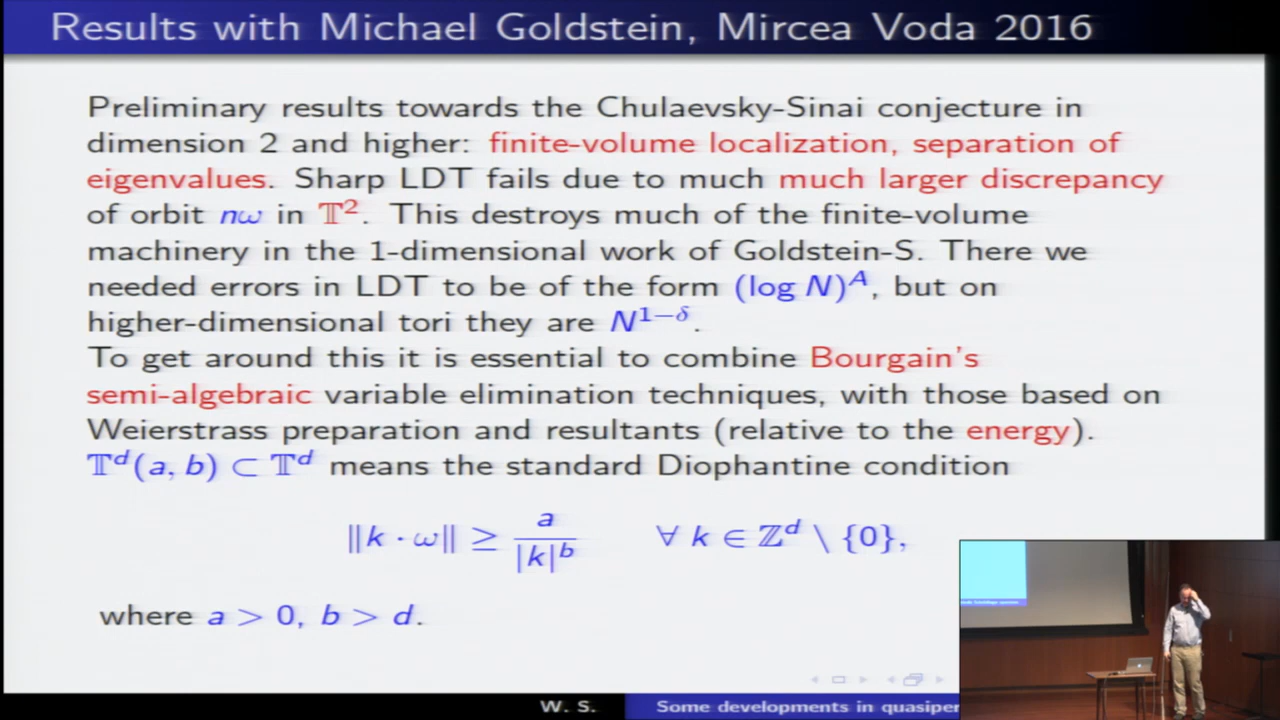 Results with Michael Goldstein, Mircea Voda 2016
Preliminary results towards the Chulaevsky-Sinai conjecture in
dimension 2 and higher: finite-volume localization, separation of
eigenvalues. Sharp LDT fails due to much much larger discrepancy
of orbit nω in 𝕋². This destroys much of the finite-volume
machinery in the 1-dimensional work of Goldstein-S. There we
needed errors in LDT to be of the form (log N)^A, but on
higher-dimensional tori they are N^{1−δ}.
To get around this it is essential to combine Bourgain's
semi-algebraic variable elimination techniques, with those based on
Weierstrass preparation and resultants (relative to the energy).
𝕋^d(a, b) ⊂ 𝕋^d means the standard Diophantine condition
‖k · ω‖ ≥ a/|k|^b ∀ k ∈ ℤ^d \ {0},
where a > 0, b > d.
W. S. Some developments in quasiper